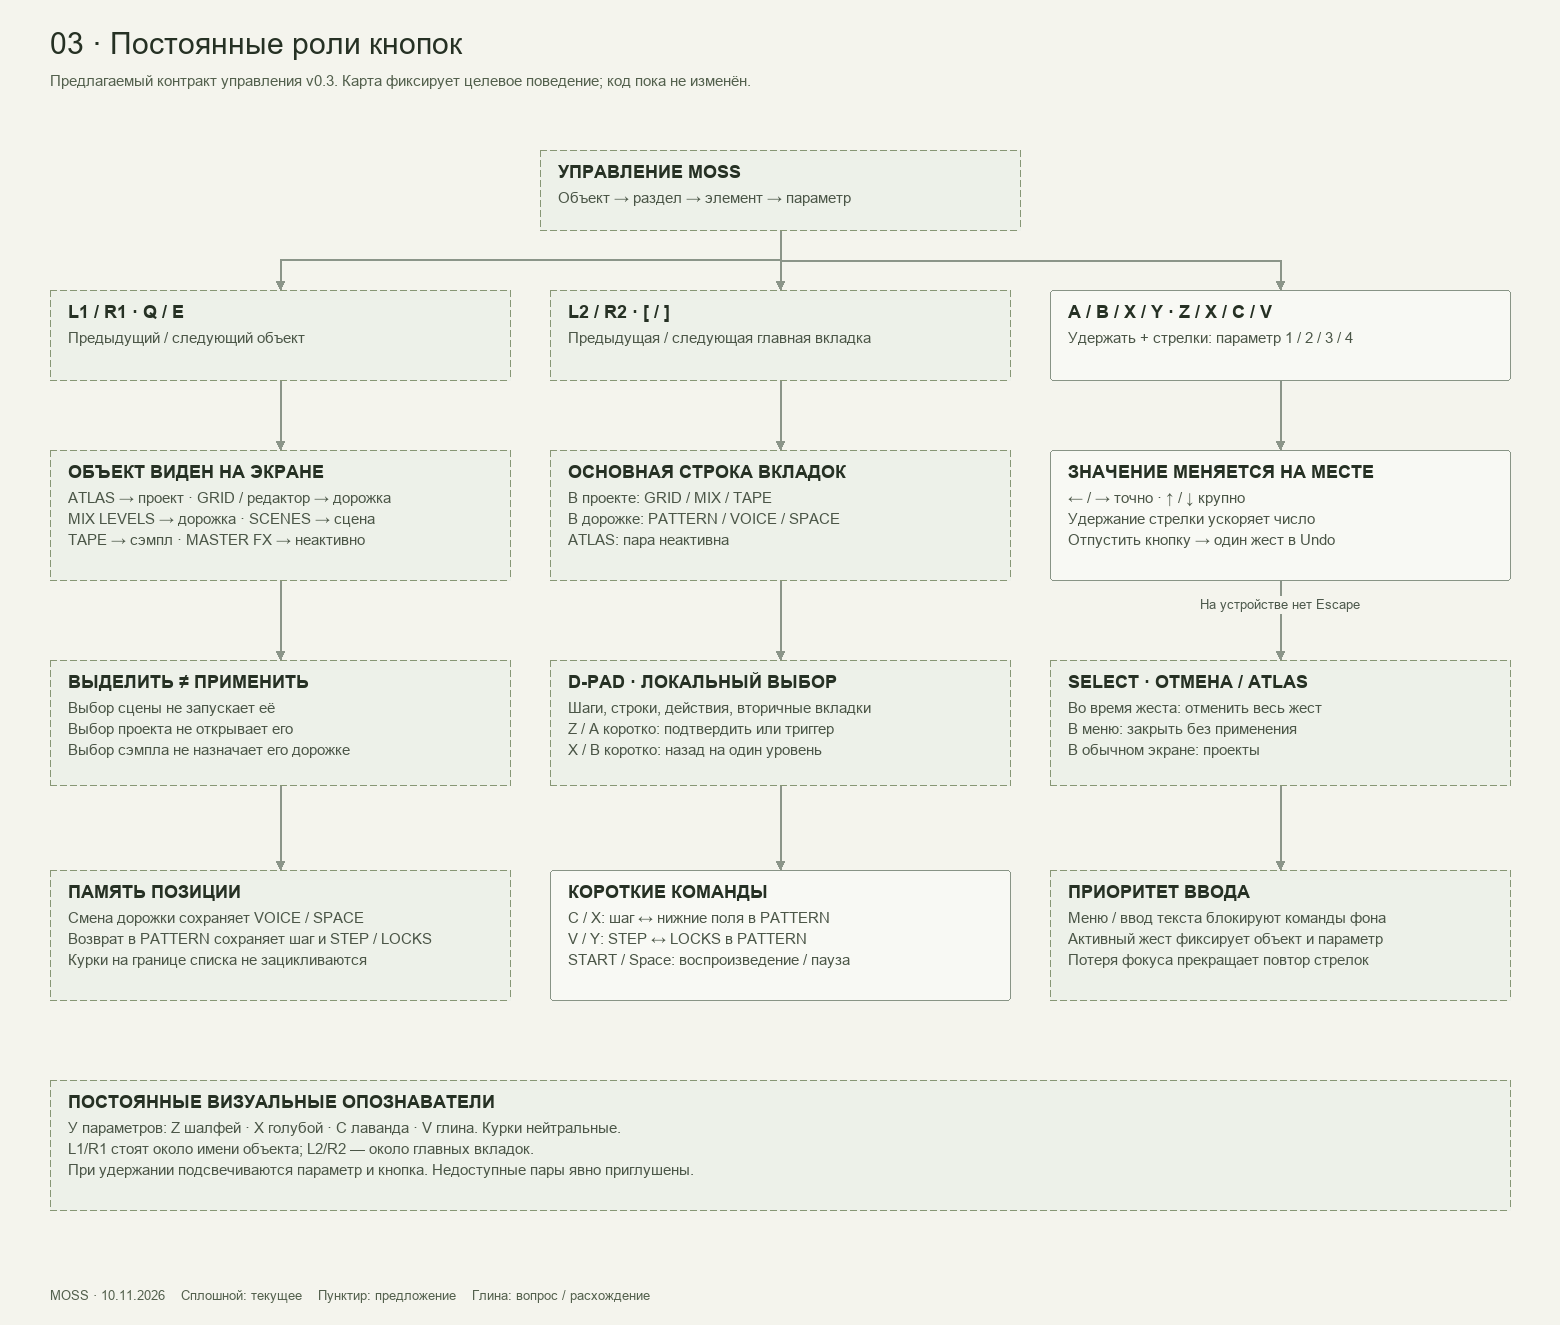 03 · Постоянные роли кнопок
Предлагаемый контракт управления v0.3. Карта фиксирует целевое поведение; код пока не изменён.
УПРАВЛЕНИЕ MOSS
Объект → раздел → элемент → параметр
L1 / R1 · Q / E
Предыдущий / следующий объект
L2 / R2 · [ / ]
Предыдущая / следующая главная вкладка
A / B / X / Y · Z / X / C / V
Удержать + стрелки: параметр 1 / 2 / 3 / 4
ОБЪЕКТ ВИДЕН НА ЭКРАНЕ
ATLAS → проект · GRID / редактор → дорожка
MIX LEVELS → дорожка · SCENES → сцена
TAPE → сэмпл · MASTER FX → неактивно
ОСНОВНАЯ СТРОКА ВКЛАДОК
В проекте: GRID / MIX / TAPE
В дорожке: PATTERN / VOICE / SPACE
ATLAS: пара неактивна
ЗНАЧЕНИЕ МЕНЯЕТСЯ НА МЕСТЕ
← / → точно · ↑ / ↓ крупно
Удержание стрелки ускоряет число
Отпустить кнопку → один жест в Undo
На устройстве нет Escape
ВЫДЕЛИТЬ ≠ ПРИМЕНИТЬ
Выбор сцены не запускает её
Выбор проекта не открывает его
Выбор сэмпла не назначает его дорожке
D-PAD · ЛОКАЛЬНЫЙ ВЫБОР
Шаги, строки, действия, вторичные вкладки
Z / A коротко: подтвердить или триггер
X / B коротко: назад на один уровень
SELECT · ОТМЕНА / ATLAS
Во время жеста: отменить весь жест
В меню: закрыть без применения
В обычном экране: проекты
ПАМЯТЬ ПОЗИЦИИ
Смена дорожки сохраняет VOICE / SPACE
Возврат в PATTERN сохраняет шаг и STEP / LOCKS
Курки на границе списка не зацикливаются
КОРОТКИЕ КОМАНДЫ
C / X: шаг ↔ нижние поля в PATTERN
V / Y: STEP ↔ LOCKS в PATTERN
START / Space: воспроизведение / пауза
ПРИОРИТЕТ ВВОДА
Меню / ввод текста блокируют команды фона
Активный жест фиксирует объект и параметр
Потеря фокуса прекращает повтор стрелок
ПОСТОЯННЫЕ ВИЗУАЛЬНЫЕ ОПОЗНАВАТЕЛИ
У параметров: Z шалфей · X голубой · C лаванда · V глина. Курки нейтральные.
L1/R1 стоят около имени объекта; L2/R2 — около главных вкладок.
При удержании подсвечиваются параметр и кнопка. Недоступные пары явно приглушены.
MOSS · 10.11.2026 Сплошной: текущее Пунктир: предложение Глина: вопрос / расхождение